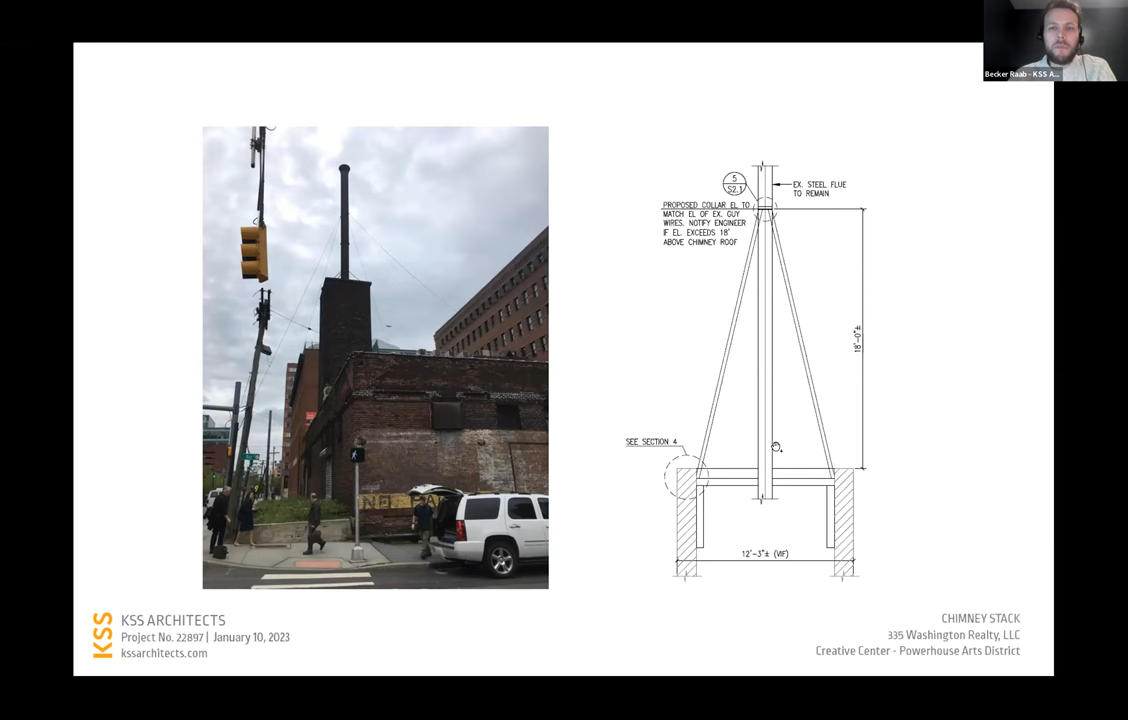 Becker Raab - KSS A...
5
S2.1
EX. STEEL FLUE
TO REMAIN
PROPOSED COLLAR EL TO
MATCH EL OF EX. GUY
WIRES. NOTIFY ENGINEER
IF EL. EXCEEDS 18'
ABOVE CHIMNEY ROOF
18'-0"±
SEE SECTION 4
12'-3"± (VIF)
KSS
KSS ARCHITECTS
Project No. 22897 | January 10, 2023
kssarchitects.com
CHIMNEY STACK
335 Washington Realty, LLC
Creative Center - Powerhouse Arts District